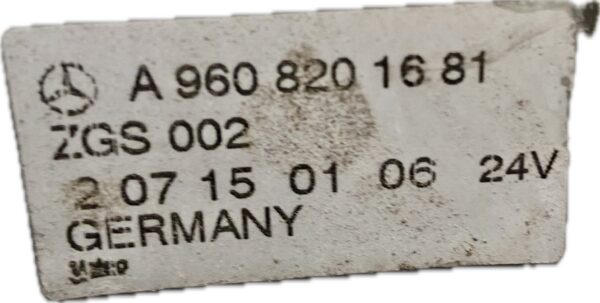 A 960 820 16 81
ZGS 002
2 07 15 01 06 24V
GERMANY